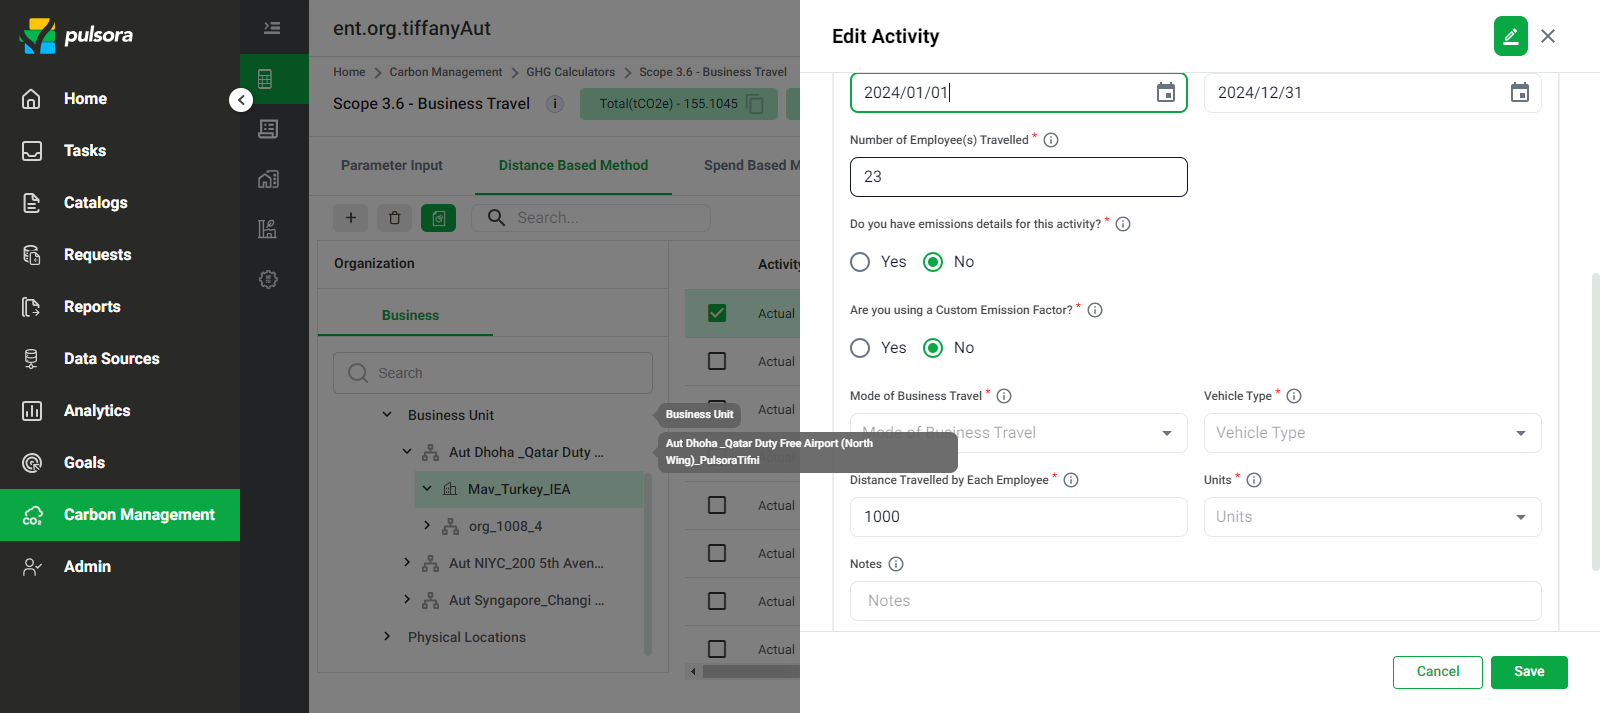 pulsora
Home
Tasks
Catalogs
Requests
Reports
Data Sources
Analytics
Goals
Carbon Management
Admin
ent.org.tiffanyAut
Home > Carbon Management > GHG Calculators > Scope 3.6 - Business Travel
Scope 3.6 - Business Travel
Total(tCO2e) - 155.1045
Parameter Input
Distance Based Method
Spend Based M
Search...
Organization
Business
Search
Business Unit
Aut Dhoha _Qatar Duty ...
Mav_Turkey_IEA
org_1008_4
Aut NIYC_200 5th Aven...
Aut Syngapore_Changi ...
Physical Locations
Business Unit
Aut Dhoha _Qatar Duty Free Airport (North
Wing)_PulsoraTifni
Activity
Actual
Actual
Actual
Actual
Actual
Actual
Actual
Edit Activity
2024/01/01
2024/12/31
Number of Employee(s) Travelled *
23
Do you have emissions details for this activity? *
Yes
No
Are you using a Custom Emission Factor? *
Yes
No
Mode of Business Travel *
Mode of Business Travel
Vehicle Type *
Vehicle Type
Distance Travelled by Each Employee *
1000
Units *
Units
Notes
Notes
Cancel
Save